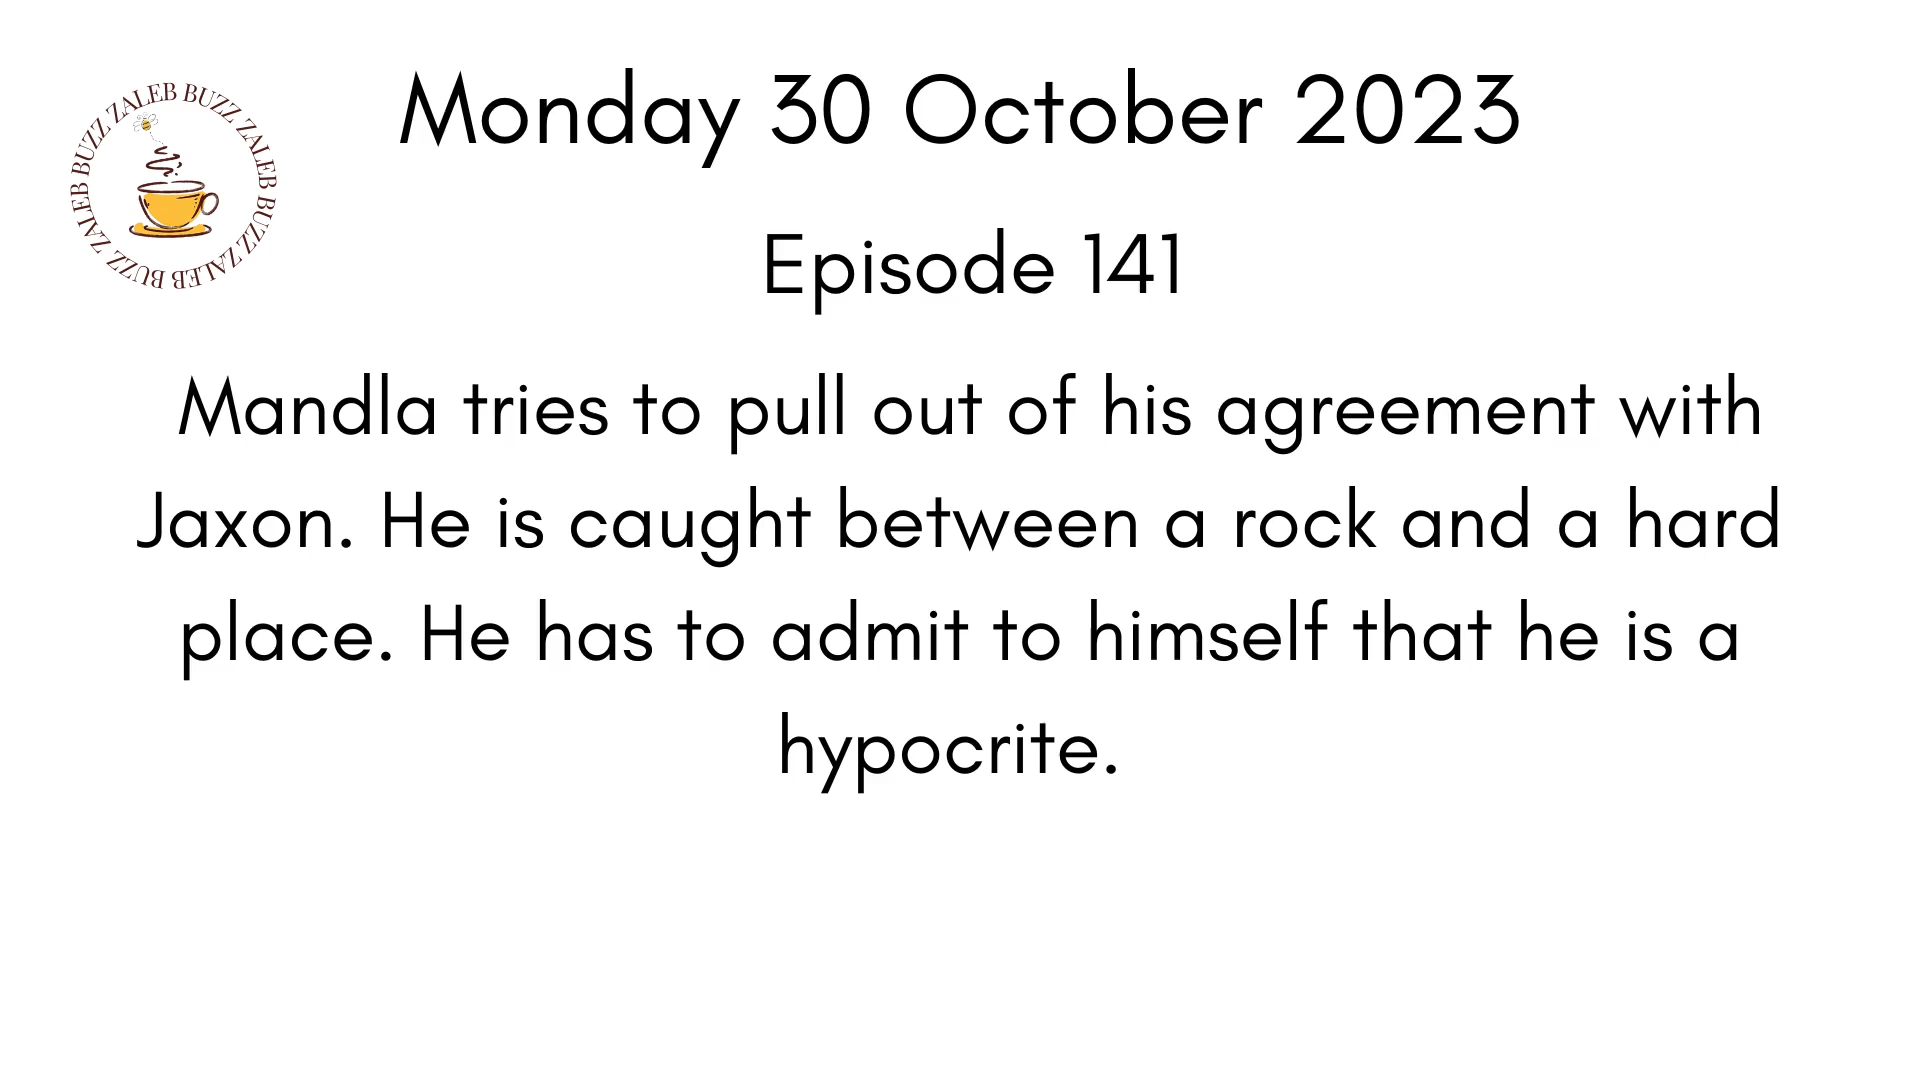 ZALEB BUZZ ZALEB BUZZ ZALEB BUZZ ZALEB BUZZ
Monday 30 October 2023
Episode 141
Mandla tries to pull out of his agreement with
Jaxon. He is caught between a rock and a hard
place. He has to admit to himself that he is a
hypocrite.